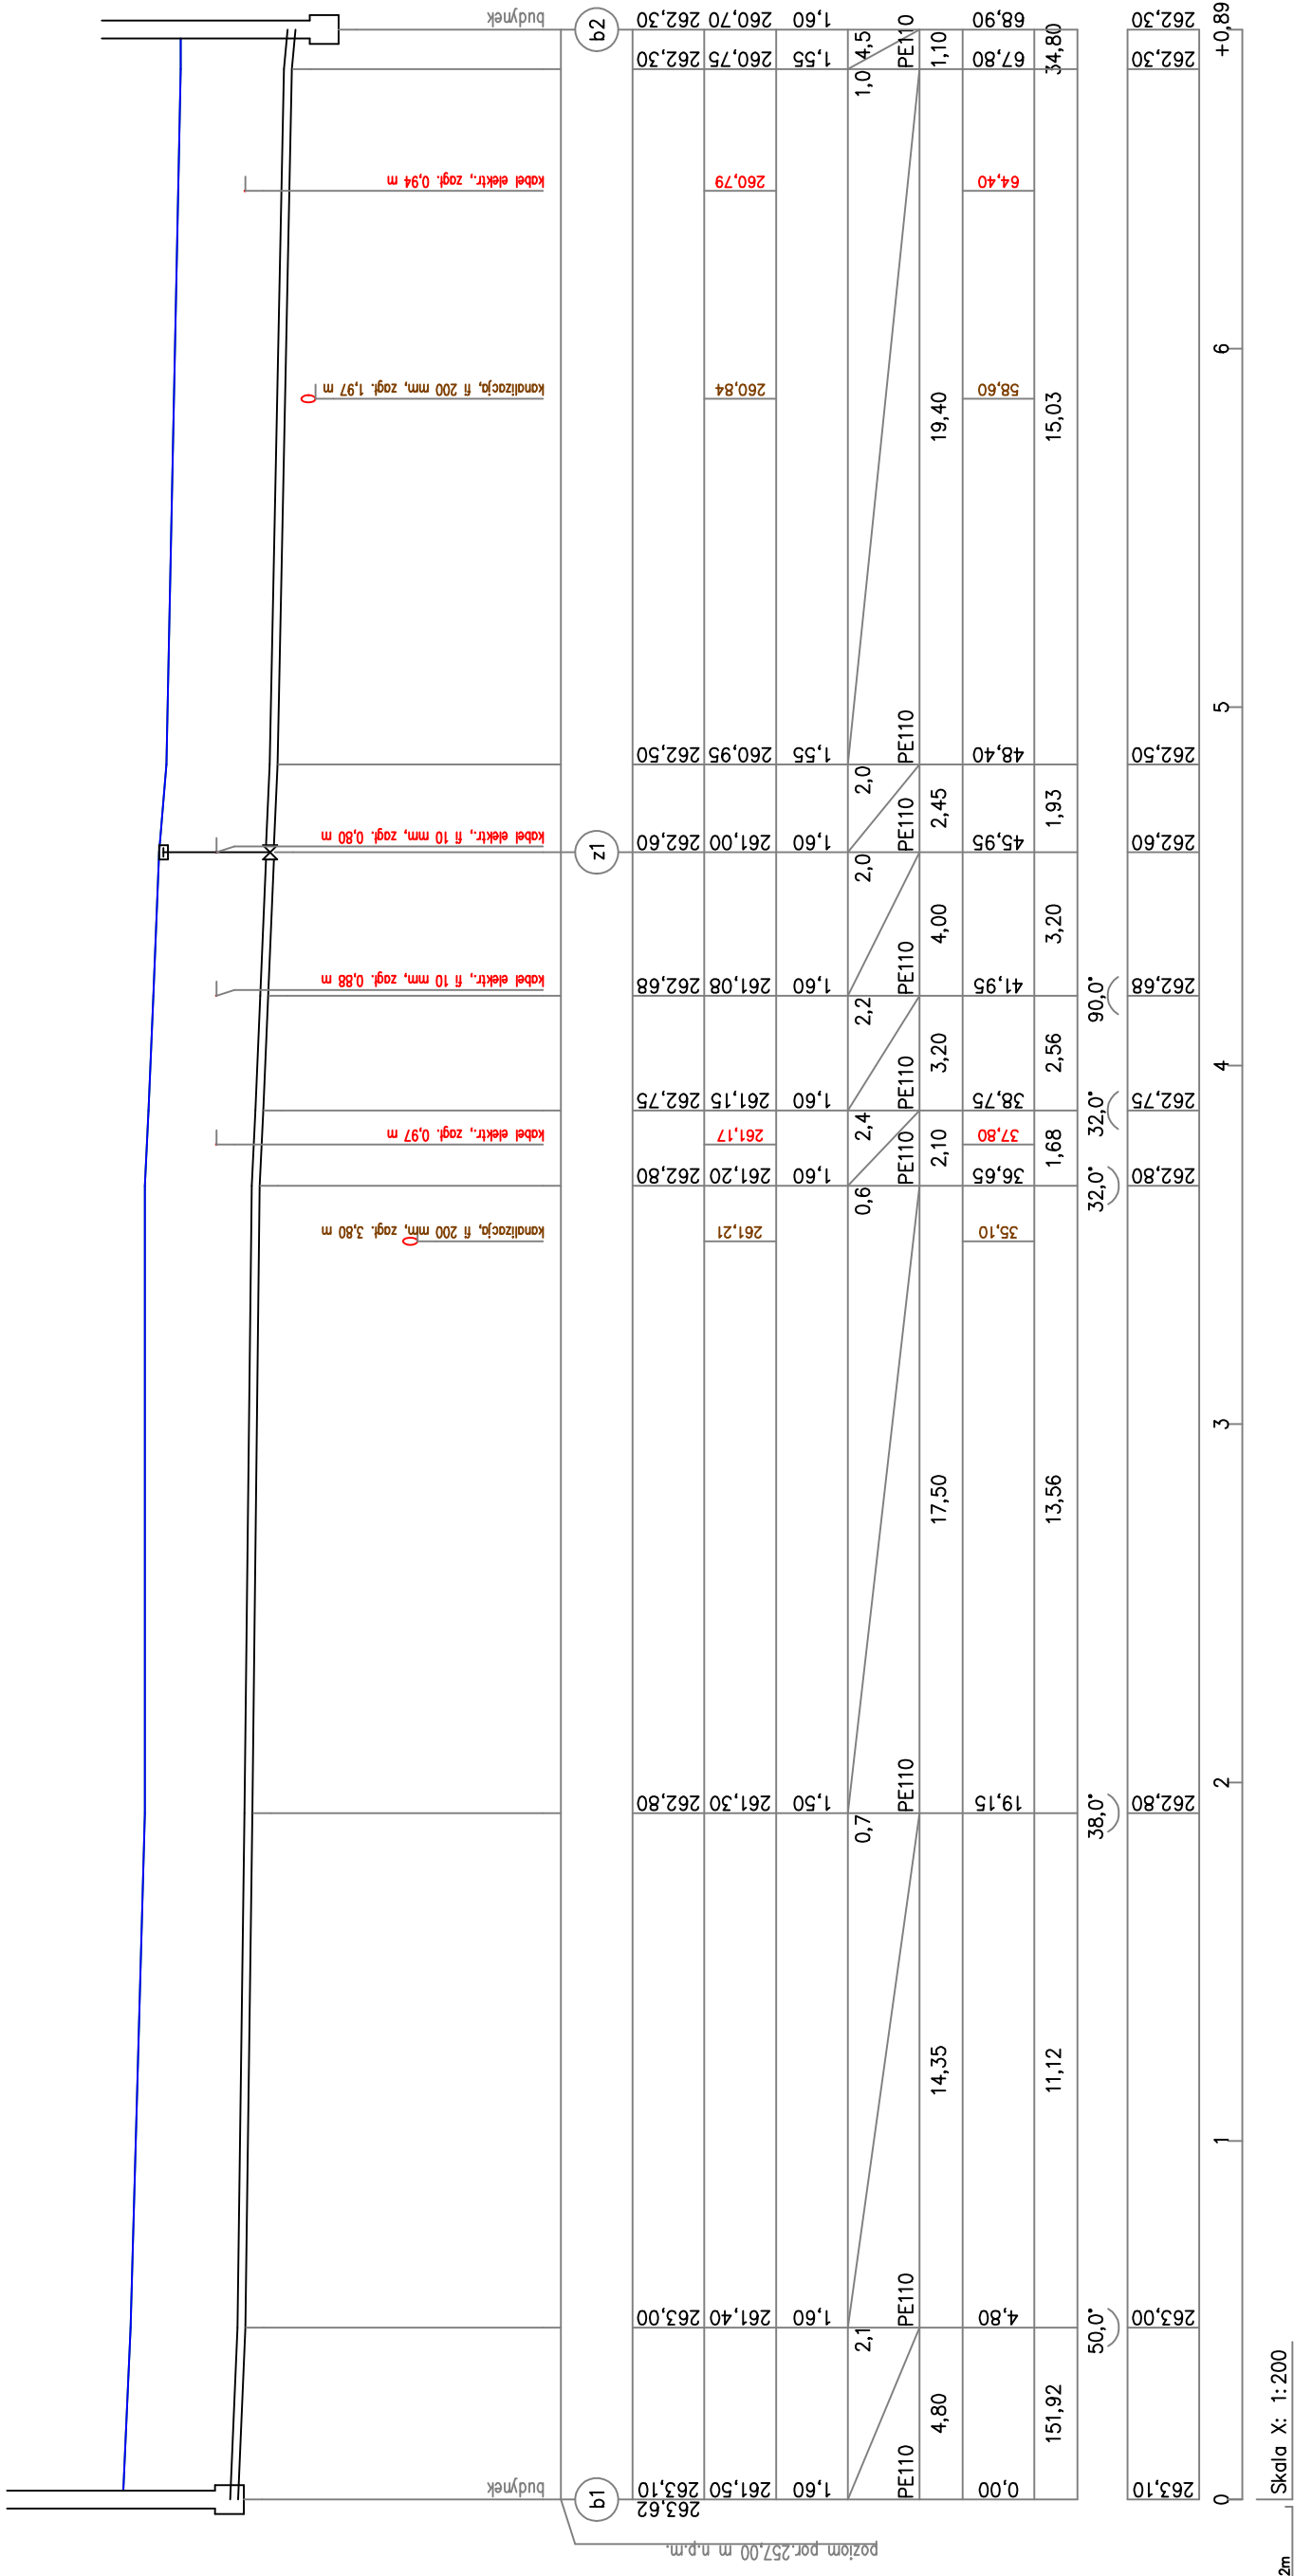 budynek
kabel elektr., zagł. 0,94 m
kanalizacja, fi 200 mm, zagł. 1,97 m
kabel elektr., fi 10 mm, zagł. 0,80 m
kabel elektr., fi 10 mm, zagł. 0,88 m
kabel elektr., zagł. 0,97 m
kanalizacja, fi 200 mm, zagł. 3,80 m
budynek
poziom por.257,00 m n.p.m.
b1 z1 b2
263,62
263,10 263,00 262,80 262,80 262,75 262,68 262,60 262,50 262,30 262,30
261,50 261,40 261,30 261,21 261,20 261,17 261,15 261,08 261,00 260,95 260,84 260,79 260,75 260,70
1,60 1,60 1,50 1,60 1,60 1,60 1,60 1,55 1,55 1,60
2,1 0,7 0,6 2,4 2,2 2,0 2,0 1,0 4,5
PE110 PE110 PE110 PE110 PE110 PE110 PE110 PE110 PE110
4,80 14,35 17,50 2,10 3,20 4,00 2,45 19,40 1,10
0,00 4,80 19,15 35,10 36,65 37,80 38,75 41,95 45,95 48,40 58,60 64,40 67,80 68,90
151,92 11,12 13,56 1,68 2,56 3,20 1,93 15,03 34,80
50,0° 38,0° 32,0° 32,0° 90,0°
263,10 263,00 262,80 262,80 262,75 262,68 262,60 262,50 262,30 262,30
0 1 2 3 4 5 6 +0,89
Skala X: 1:200
2m